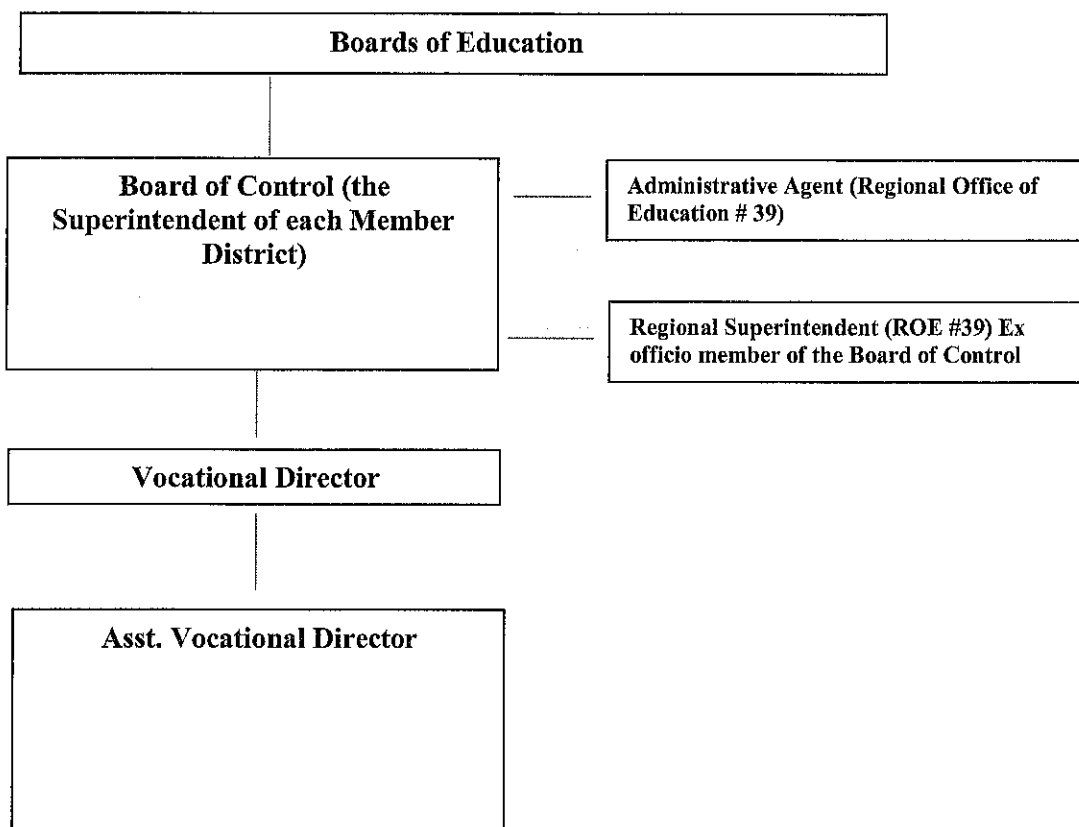 Boards of Education
Board of Control (the
Superintendent of each Member
District)
Administrative Agent (Regional Office of
Education # 39)
Regional Superintendent (ROE #39) Ex
officio member of the Board of Control
Vocational Director
Asst. Vocational Director